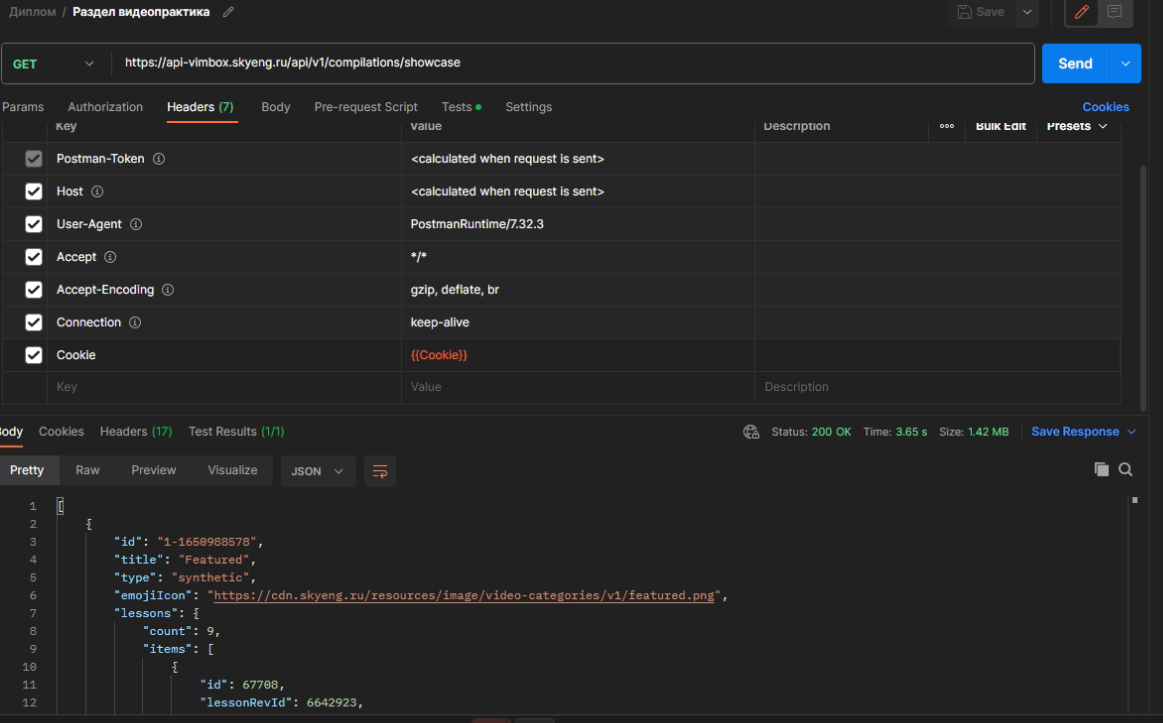 Диплом / Раздел видеопрактика
Save
GET https://api-vimbox.skyeng.ru/api/v1/compilations/showcase Send
Params Authorization Headers (7) Body Pre-request Script Tests Settings Cookies
Key Value Description ooo Bulk Edit Presets
Postman-Token <calculated when request is sent>
Host <calculated when request is sent>
User-Agent PostmanRuntime/7.32.3
Accept */*
Accept-Encoding gzip, deflate, br
Connection keep-alive
Cookie {{Cookie}}
Key Value Description
Body Cookies Headers (17) Test Results (1/1) Status: 200 OK Time: 3.65 s Size: 1.42 MB Save Response
Pretty Raw Preview Visualize JSON
1 [
2 {
3 "id": "1-1650988578",
4 "title": "Featured",
5 "type": "synthetic",
6 "emojiIcon": "https://cdn.skyeng.ru/resources/image/video-categories/v1/featured.png",
7 "lessons": {
8 "count": 9,
9 "items": [
10 {
11 "id": 67708,
12 "lessonRevId": 6642923,